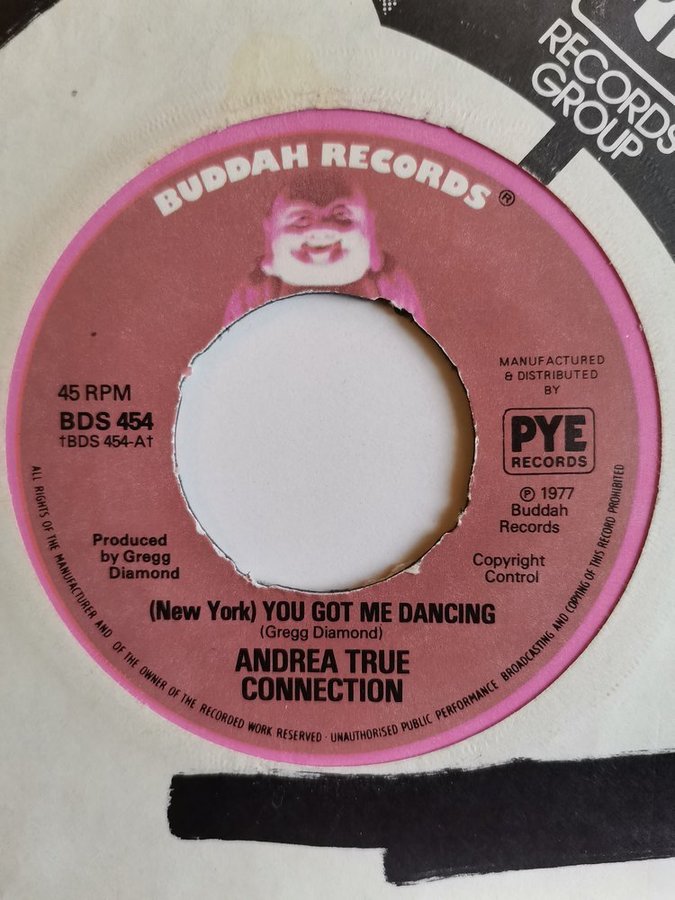 RECORDS
GROUP
BUDDAH RECORDS ®
MANUFACTURED
& DISTRIBUTED
BY
PYE
RECORDS
45 RPM
BDS 454
†BDS 454-A†
℗ 1977
Buddah
Records
Produced
by Gregg
Diamond
Copyright
Control
(New York) YOU GOT ME DANCING
(Gregg Diamond)
ANDREA TRUE
CONNECTION
ALL RIGHTS OF THE MANUFACTURER AND OF THE OWNER OF THE RECORDED WORK RESERVED · UNAUTHORISED PUBLIC PERFORMANCE BROADCASTING AND COPYING OF THIS RECORD PROHIBITED